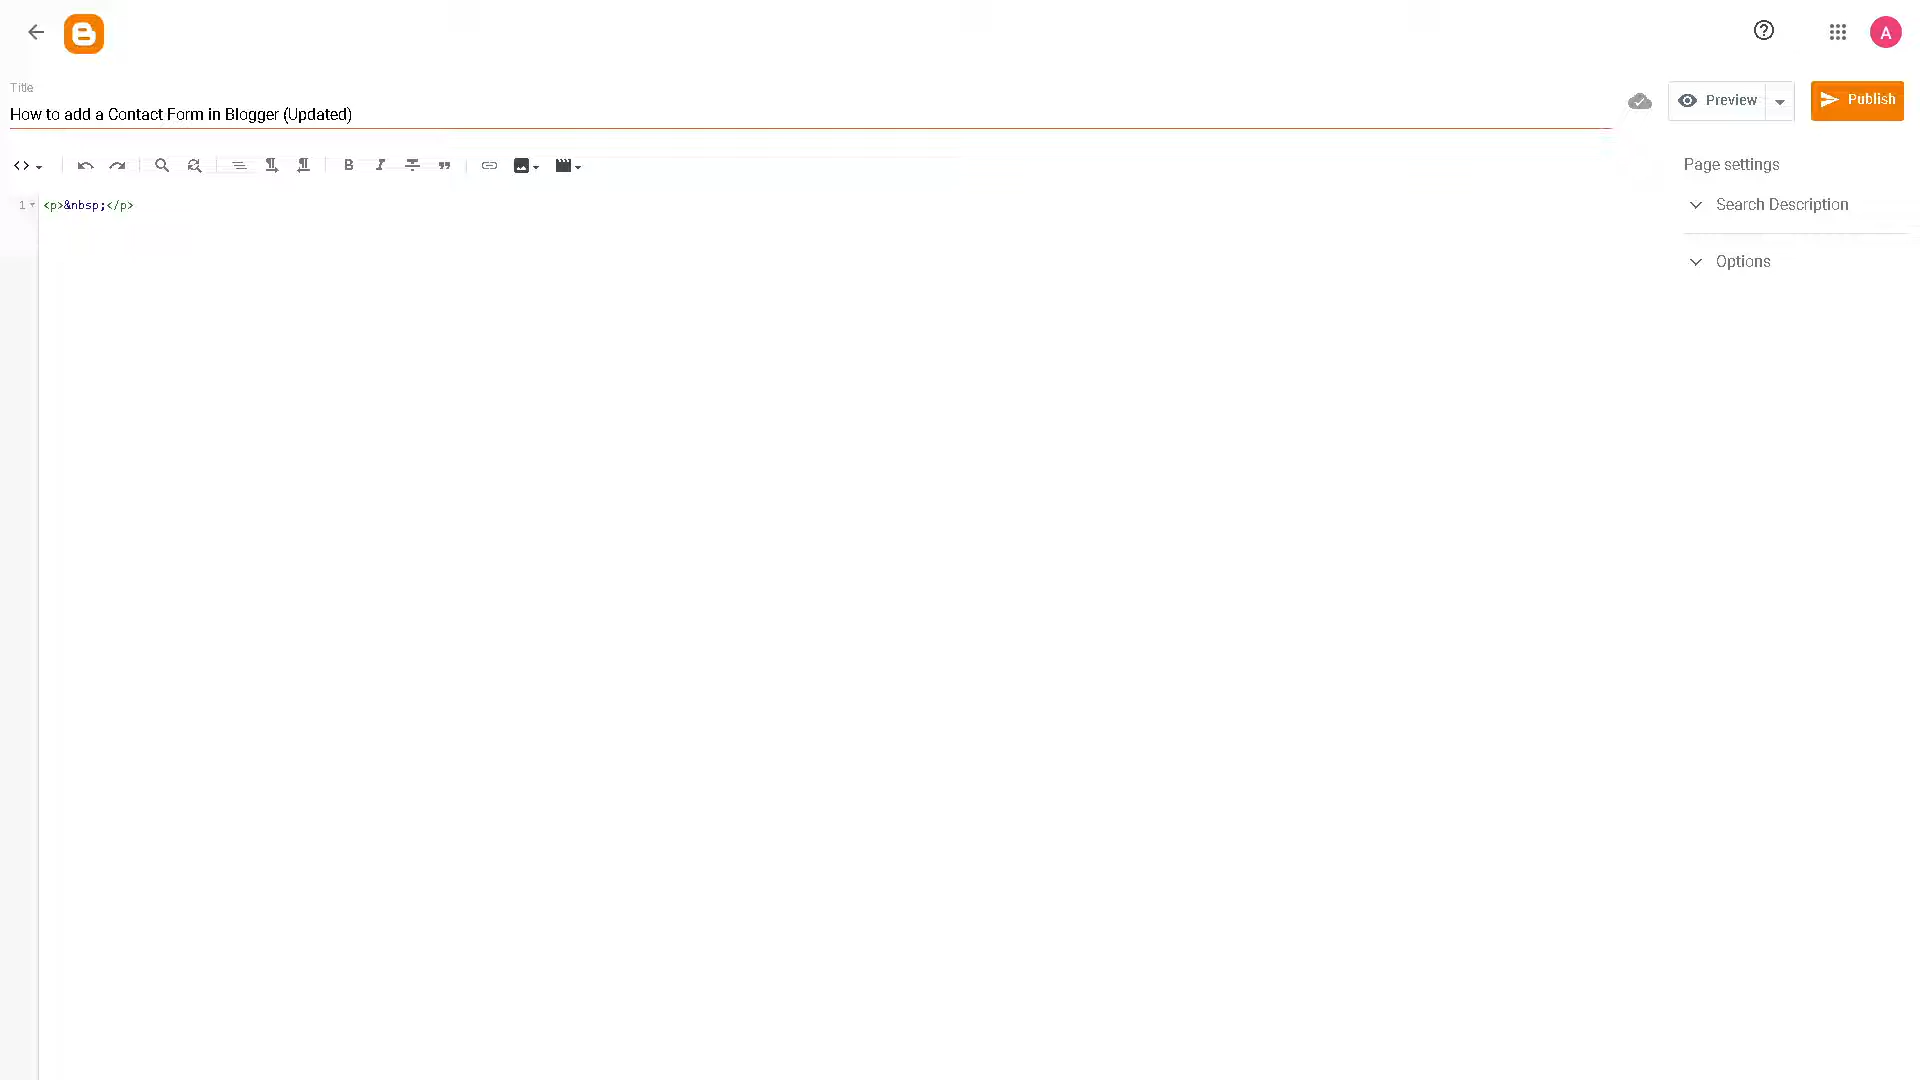 A
Title
How to add a Contact Form in Blogger (Updated)
Preview
Publish
Page settings
1
<p>&nbsp;</p>
Search Description
Options